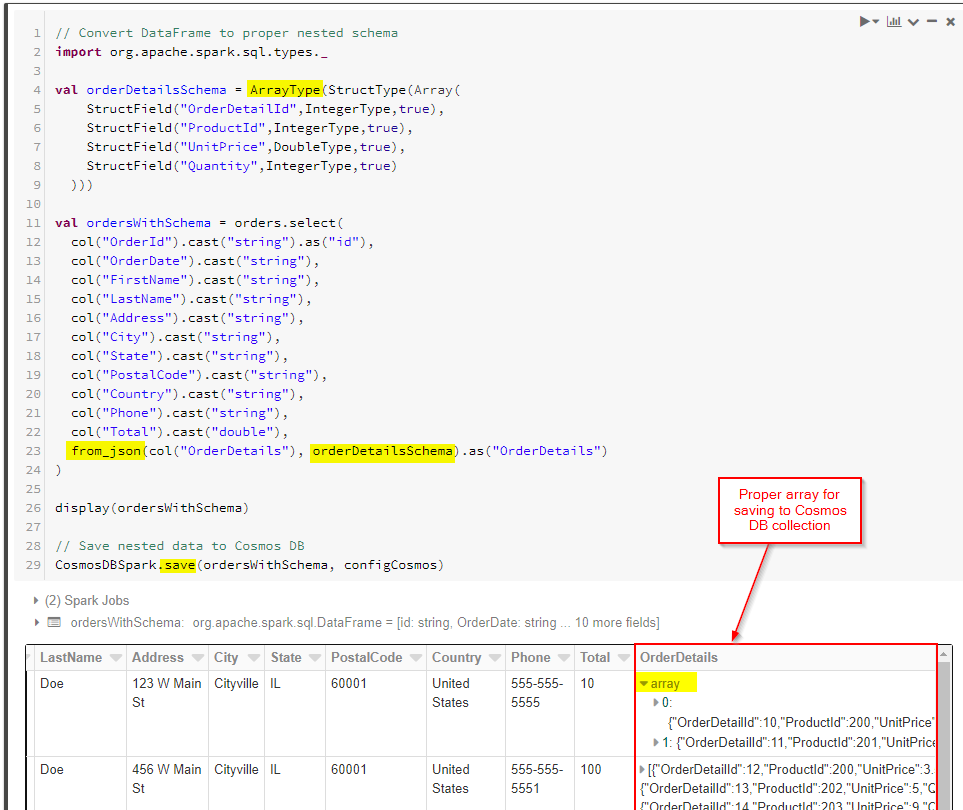 1 // Convert DataFrame to proper nested schema
2 import org.apache.spark.sql.types._
3
4 val orderDetailsSchema = ArrayType(StructType(Array(
5 StructField("OrderDetailId",IntegerType,true),
6 StructField("ProductId",IntegerType,true),
7 StructField("UnitPrice",DoubleType,true),
8 StructField("Quantity",IntegerType,true)
9 )))
10
11 val ordersWithSchema = orders.select(
12 col("OrderId").cast("string").as("id"),
13 col("OrderDate").cast("string"),
14 col("FirstName").cast("string"),
15 col("LastName").cast("string"),
16 col("Address").cast("string"),
17 col("City").cast("string"),
18 col("State").cast("string"),
19 col("PostalCode").cast("string"),
20 col("Country").cast("string"),
21 col("Phone").cast("string"),
22 col("Total").cast("double"),
23 from_json(col("OrderDetails"), orderDetailsSchema).as("OrderDetails")
24 )
25
26 display(ordersWithSchema)
27
28 // Save nested data to Cosmos DB
29 CosmosDBSpark.save(ordersWithSchema, configCosmos)
Proper array for
saving to Cosmos
DB collection
(2) Spark Jobs
ordersWithSchema: org.apache.spark.sql.DataFrame = [id: string, OrderDate: string ... 10 more fields]
LastName Address City State PostalCode Country Phone Total OrderDetails
Doe 123 W Main Cityville IL 60001 United 555-555- 10 array
St States 5555 0:
{"OrderDetailId":10,"ProductId":200,"UnitPrice"
1: {"OrderDetailId":11,"ProductId":201,"UnitPrice
Doe 456 W Main Cityville IL 60001 United 555-555- 100 [{"OrderDetailId":12,"ProductId":200,"UnitPrice":3.
St States 5551 {"OrderDetailId":13,"ProductId":202,"UnitPrice":5,"Q
{"OrderDetailId":14,"ProductId":203,"UnitPrice":9,"Q